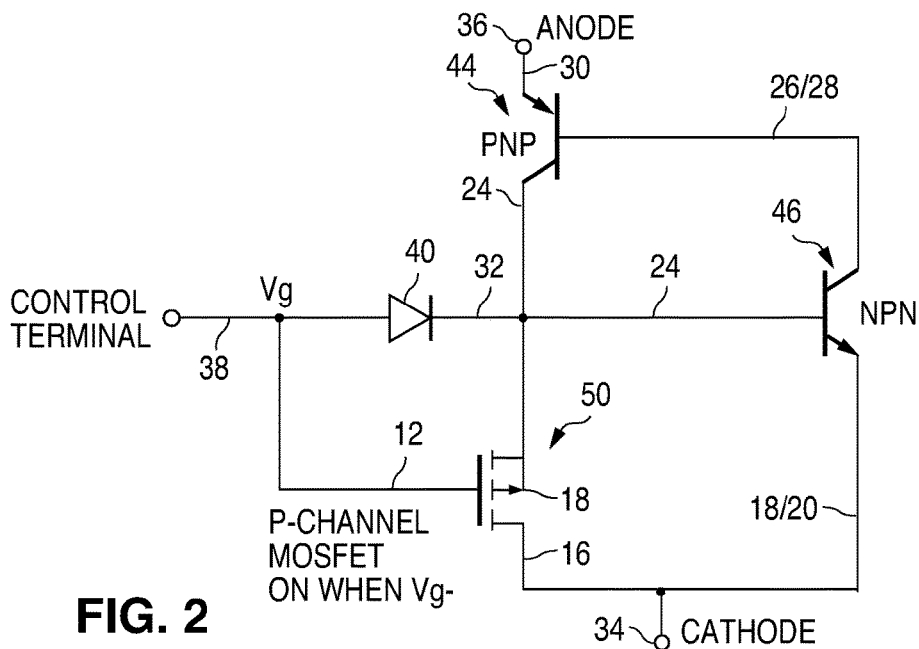 36
ANODE
30
44
26/28
PNP
24
46
40
Vg
32
24
CONTROL
TERMINAL
NPN
38
50
12
18
18/20
P-CHANNEL
MOSFET
ON WHEN Vg-
16
FIG. 2
34
CATHODE